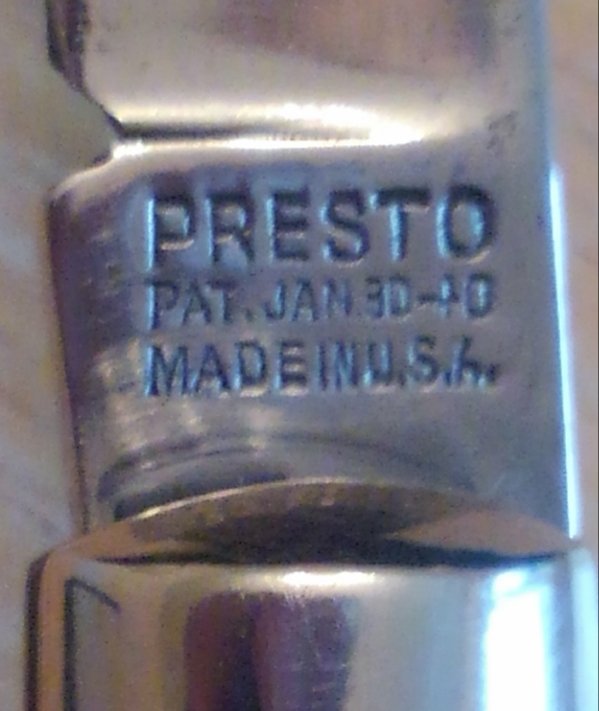 PRESTO
PAT. JAN 30-40
MADE IN U.S.A.